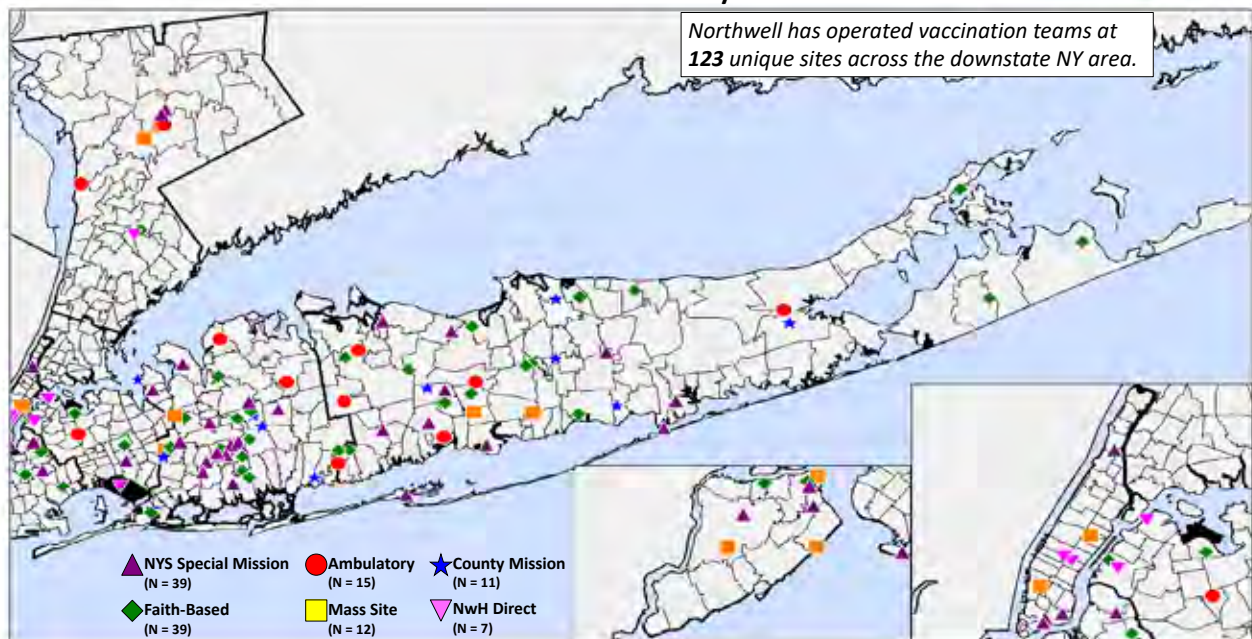 Northwell has operated vaccination teams at
123 unique sites across the downstate NY area.
NYS Special Mission
(N = 39)
Ambulatory
(N = 15)
County Mission
(N = 11)
Faith-Based
(N = 39)
Mass Site
(N = 12)
NwH Direct
(N = 7)